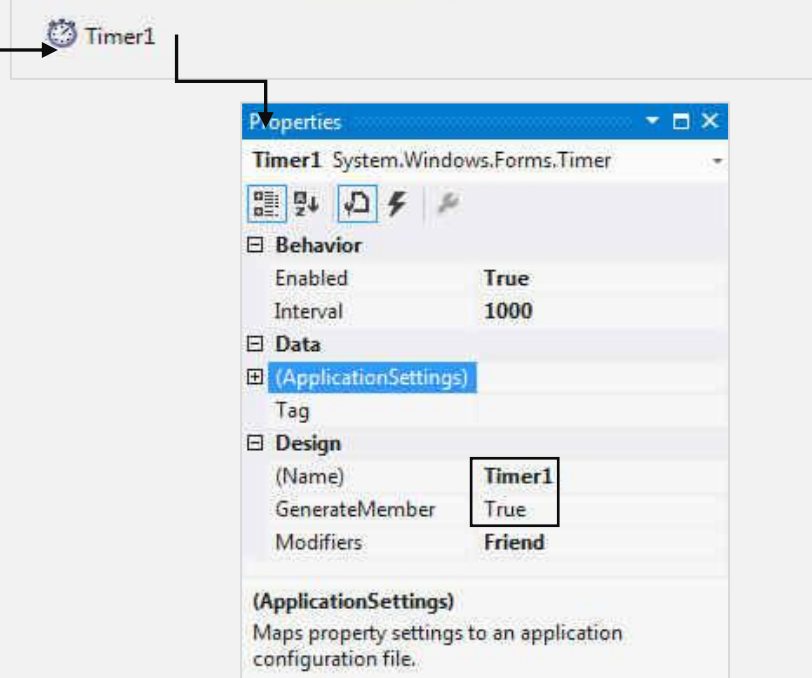 Timer1
Properties
Timer1 System.Windows.Forms.Timer
Behavior
Enabled True
Interval 1000
Data
(ApplicationSettings)
Tag
Design
(Name) Timer1
GenerateMember True
Modifiers Friend
(ApplicationSettings)
Maps property settings to an application
configuration file.